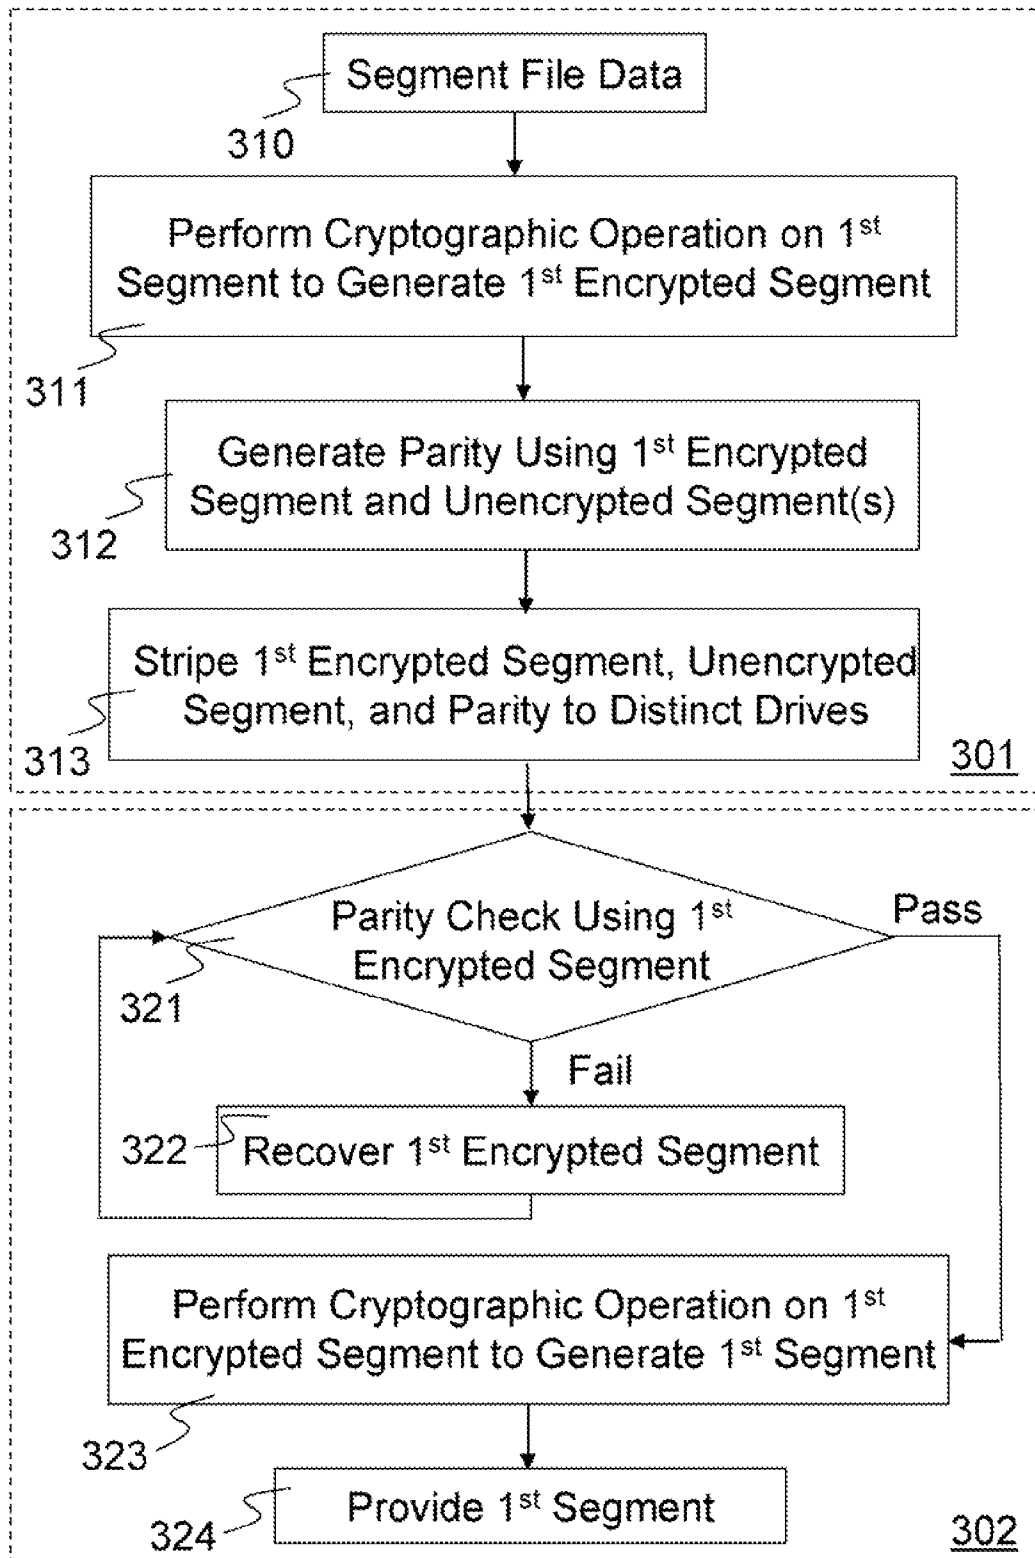 Segment File Data
310
Perform Cryptographic Operation on 1st
Segment to Generate 1st Encrypted Segment
311
Generate Parity Using 1st Encrypted
Segment and Unencrypted Segment(s)
312
Stripe 1st Encrypted Segment, Unencrypted
Segment, and Parity to Distinct Drives
313
301
Parity Check Using 1st
Encrypted Segment
Pass
321
Fail
322
Recover 1st Encrypted Segment
Perform Cryptographic Operation on 1st
Encrypted Segment to Generate 1st Segment
323
Provide 1st Segment
324
302